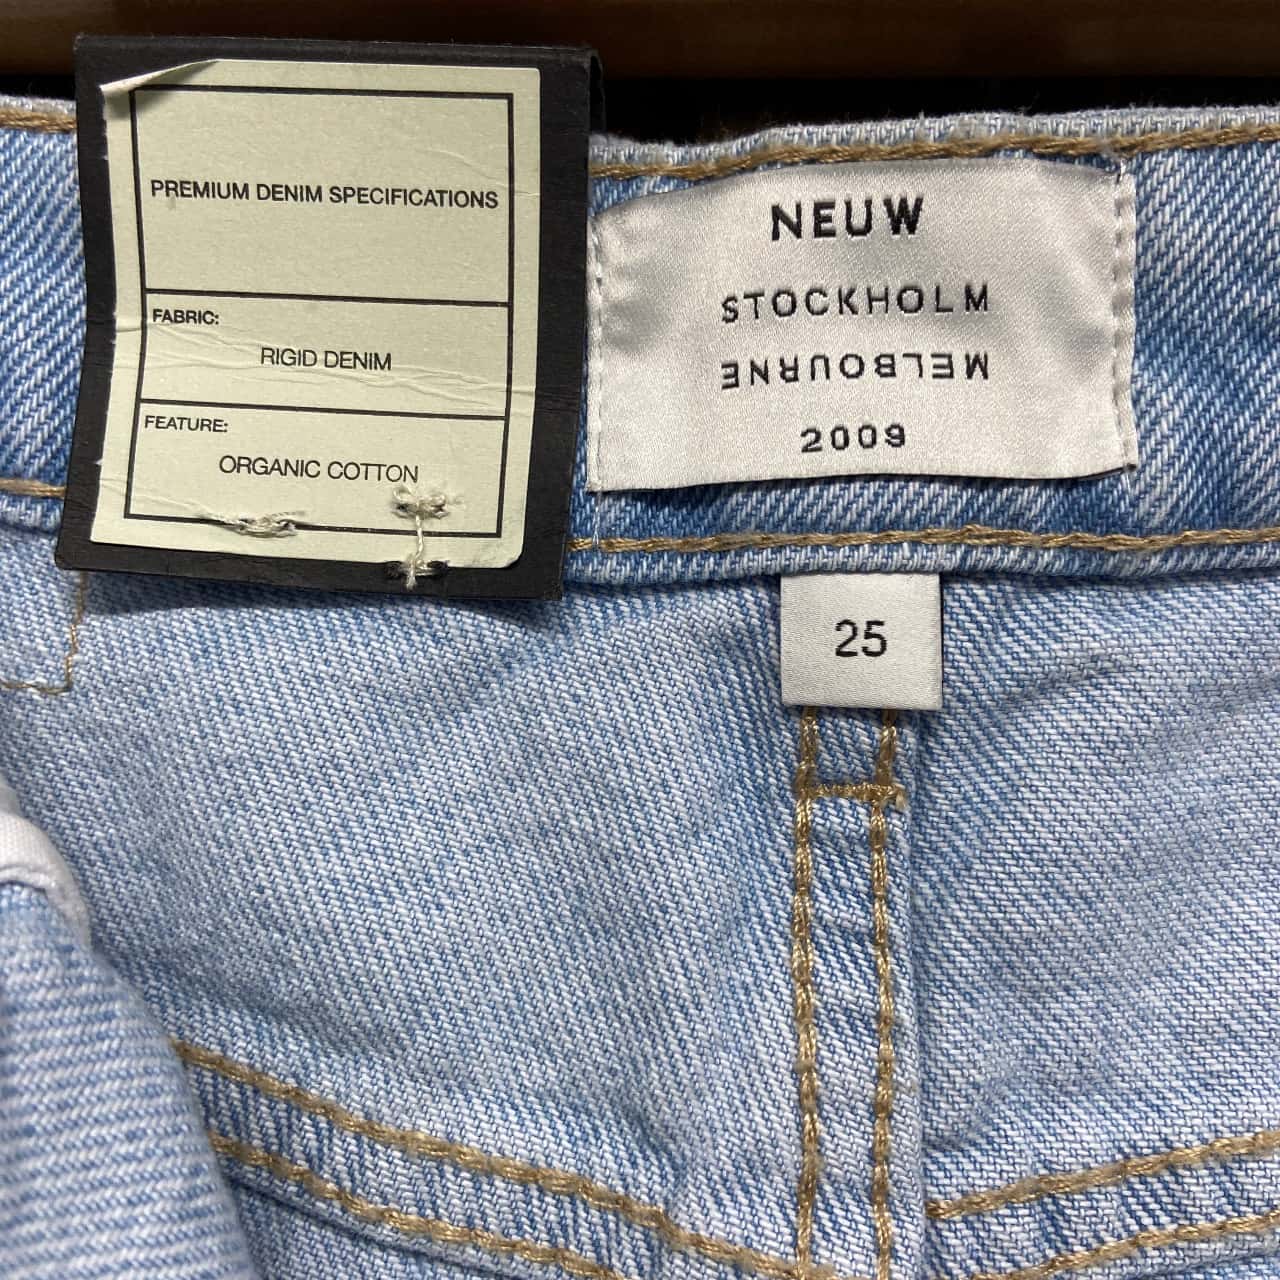 PREMIUM DENIM SPECIFICATIONS
FABRIC:
RIGID DENIM
FEATURE:
ORGANIC COTTON
NEUW
STOCKHOLM
MELBOURNE
2009
25